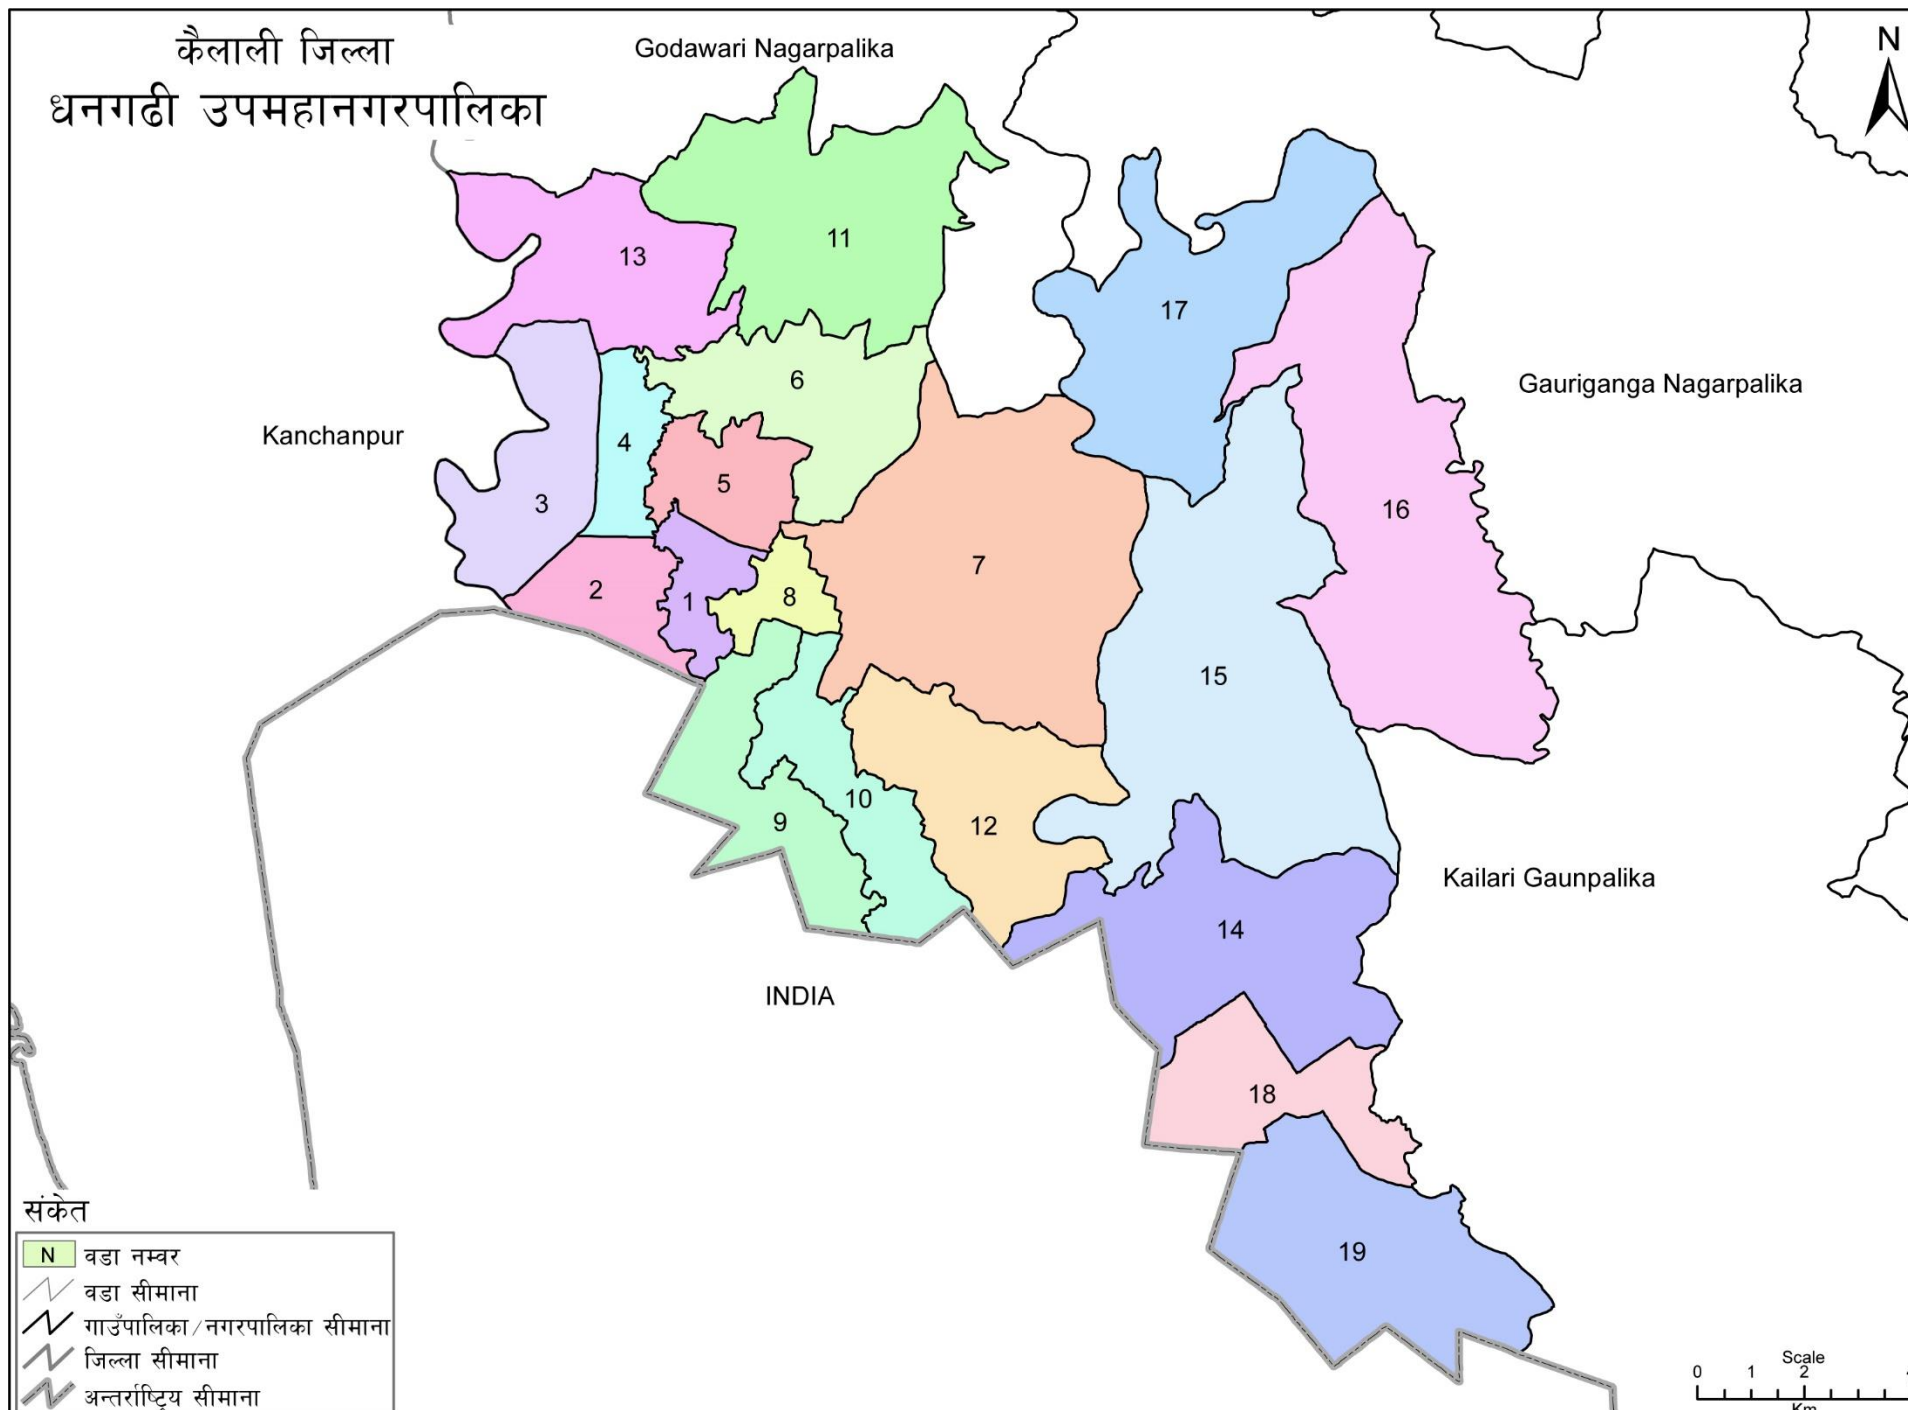 कैलाली जिल्ला
धनगढी उपमहानगरपालिका
Godawari Nagarpalika
N
11
13
17
6
Gauriganga Nagarpalika
Kanchanpur
4
5
3
16
7
2
1
8
15
10
9
12
Kailari Gaunpalika
14
INDIA
18
19
संकेत
N वडा नम्वर
वडा सीमाना
गाउँपालिका/नगरपालिका सीमाना
जिल्ला सीमाना
अन्तर्राष्ट्रिय सीमाना
Scale
0 1 2
Km